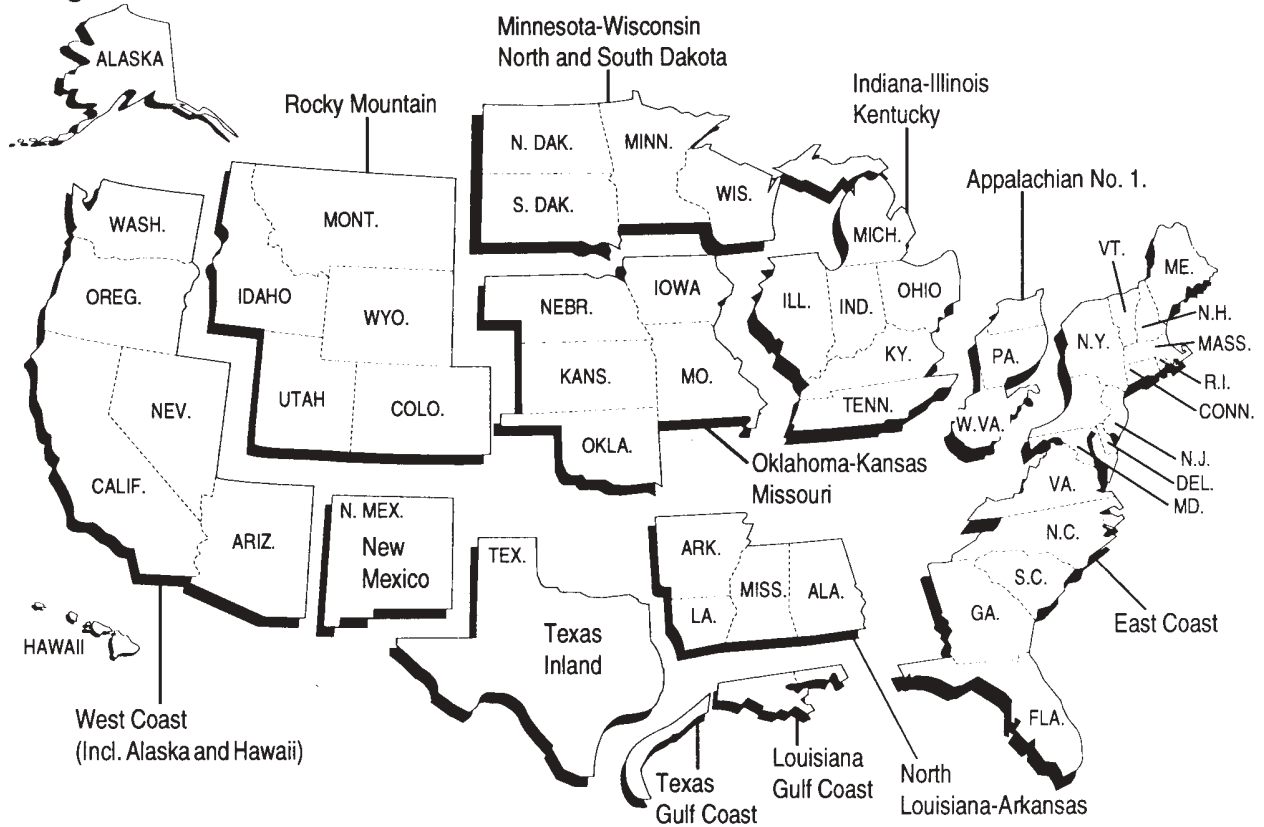 ALASKA
Minnesota-Wisconsin
North and South Dakota
Rocky Mountain
Indiana-Illinois
Kentucky
Appalachian No. 1.
WASH.
MONT.
N. DAK.
MINN.
S. DAK.
WIS.
MICH.
VT.
ME.
OREG.
IDAHO
WYO.
NEBR.
IOWA
ILL.
IND.
OHIO
N.H.
N.Y.
MASS.
PA.
KY.
R.I.
CONN.
NEV.
UTAH
COLO.
KANS.
MO.
TENN.
W.VA.
OKLA.
Oklahoma-Kansas
Missouri
N.J.
DEL.
MD.
VA.
CALIF.
ARIZ.
N. MEX.
New
Mexico
TEX.
ARK.
N.C.
MISS.
ALA.
S.C.
LA.
GA.
East Coast
HAWAII
Texas
Inland
FLA.
West Coast
(Incl. Alaska and Hawaii)
Texas
Gulf Coast
Louisiana
Gulf Coast
North
Louisiana-Arkansas